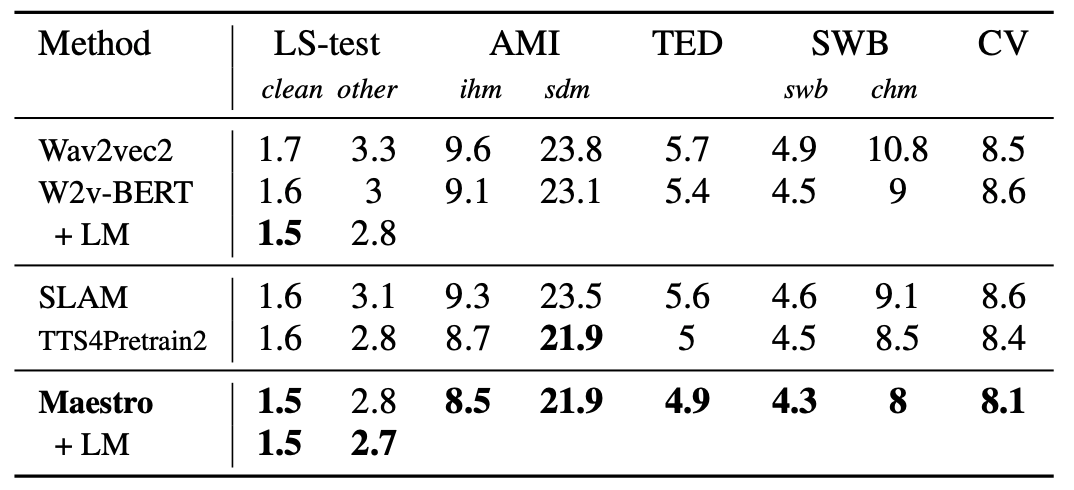 Method LS-test AMI TED SWB CV
clean other ihm sdm swb chm
Wav2vec2 1.7 3.3 9.6 23.8 5.7 4.9 10.8 8.5
W2v-BERT 1.6 3 9.1 23.1 5.4 4.5 9 8.6
+ LM 1.5 2.8
SLAM 1.6 3.1 9.3 23.5 5.6 4.6 9.1 8.6
TTS4Pretrain2 1.6 2.8 8.7 21.9 5 4.5 8.5 8.4
Maestro 1.5 2.8 8.5 21.9 4.9 4.3 8 8.1
+ LM 1.5 2.7